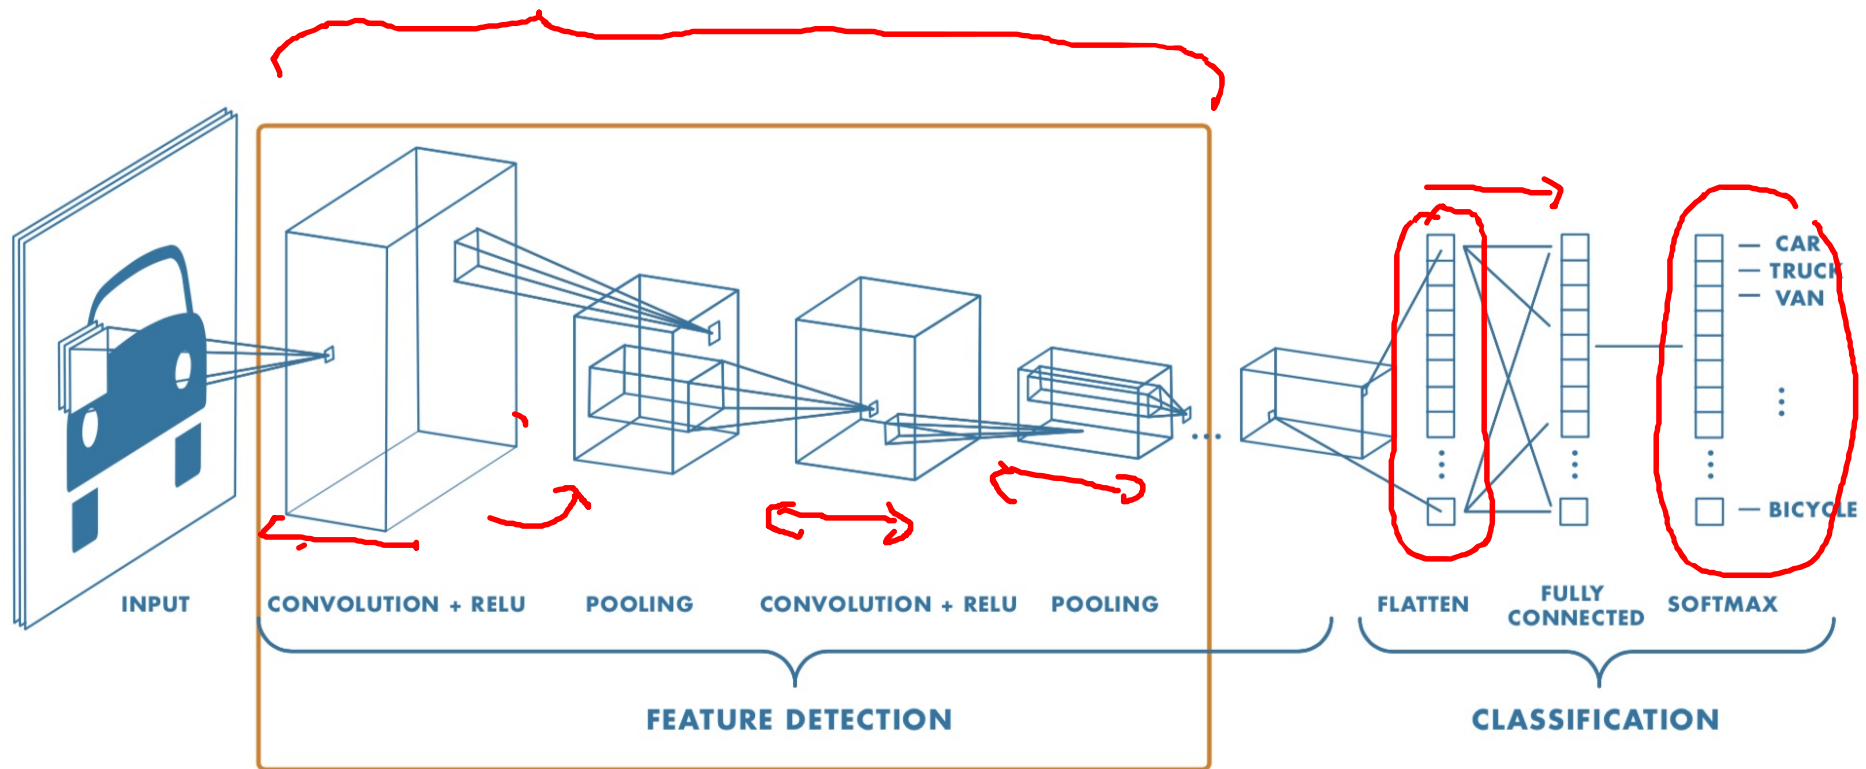 CAR
TRUCK
VAN
BICYCLE
INPUT
CONVOLUTION + RELU
POOLING
CONVOLUTION + RELU
POOLING
FLATTEN
FULLY
CONNECTED
SOFTMAX
FEATURE DETECTION
CLASSIFICATION